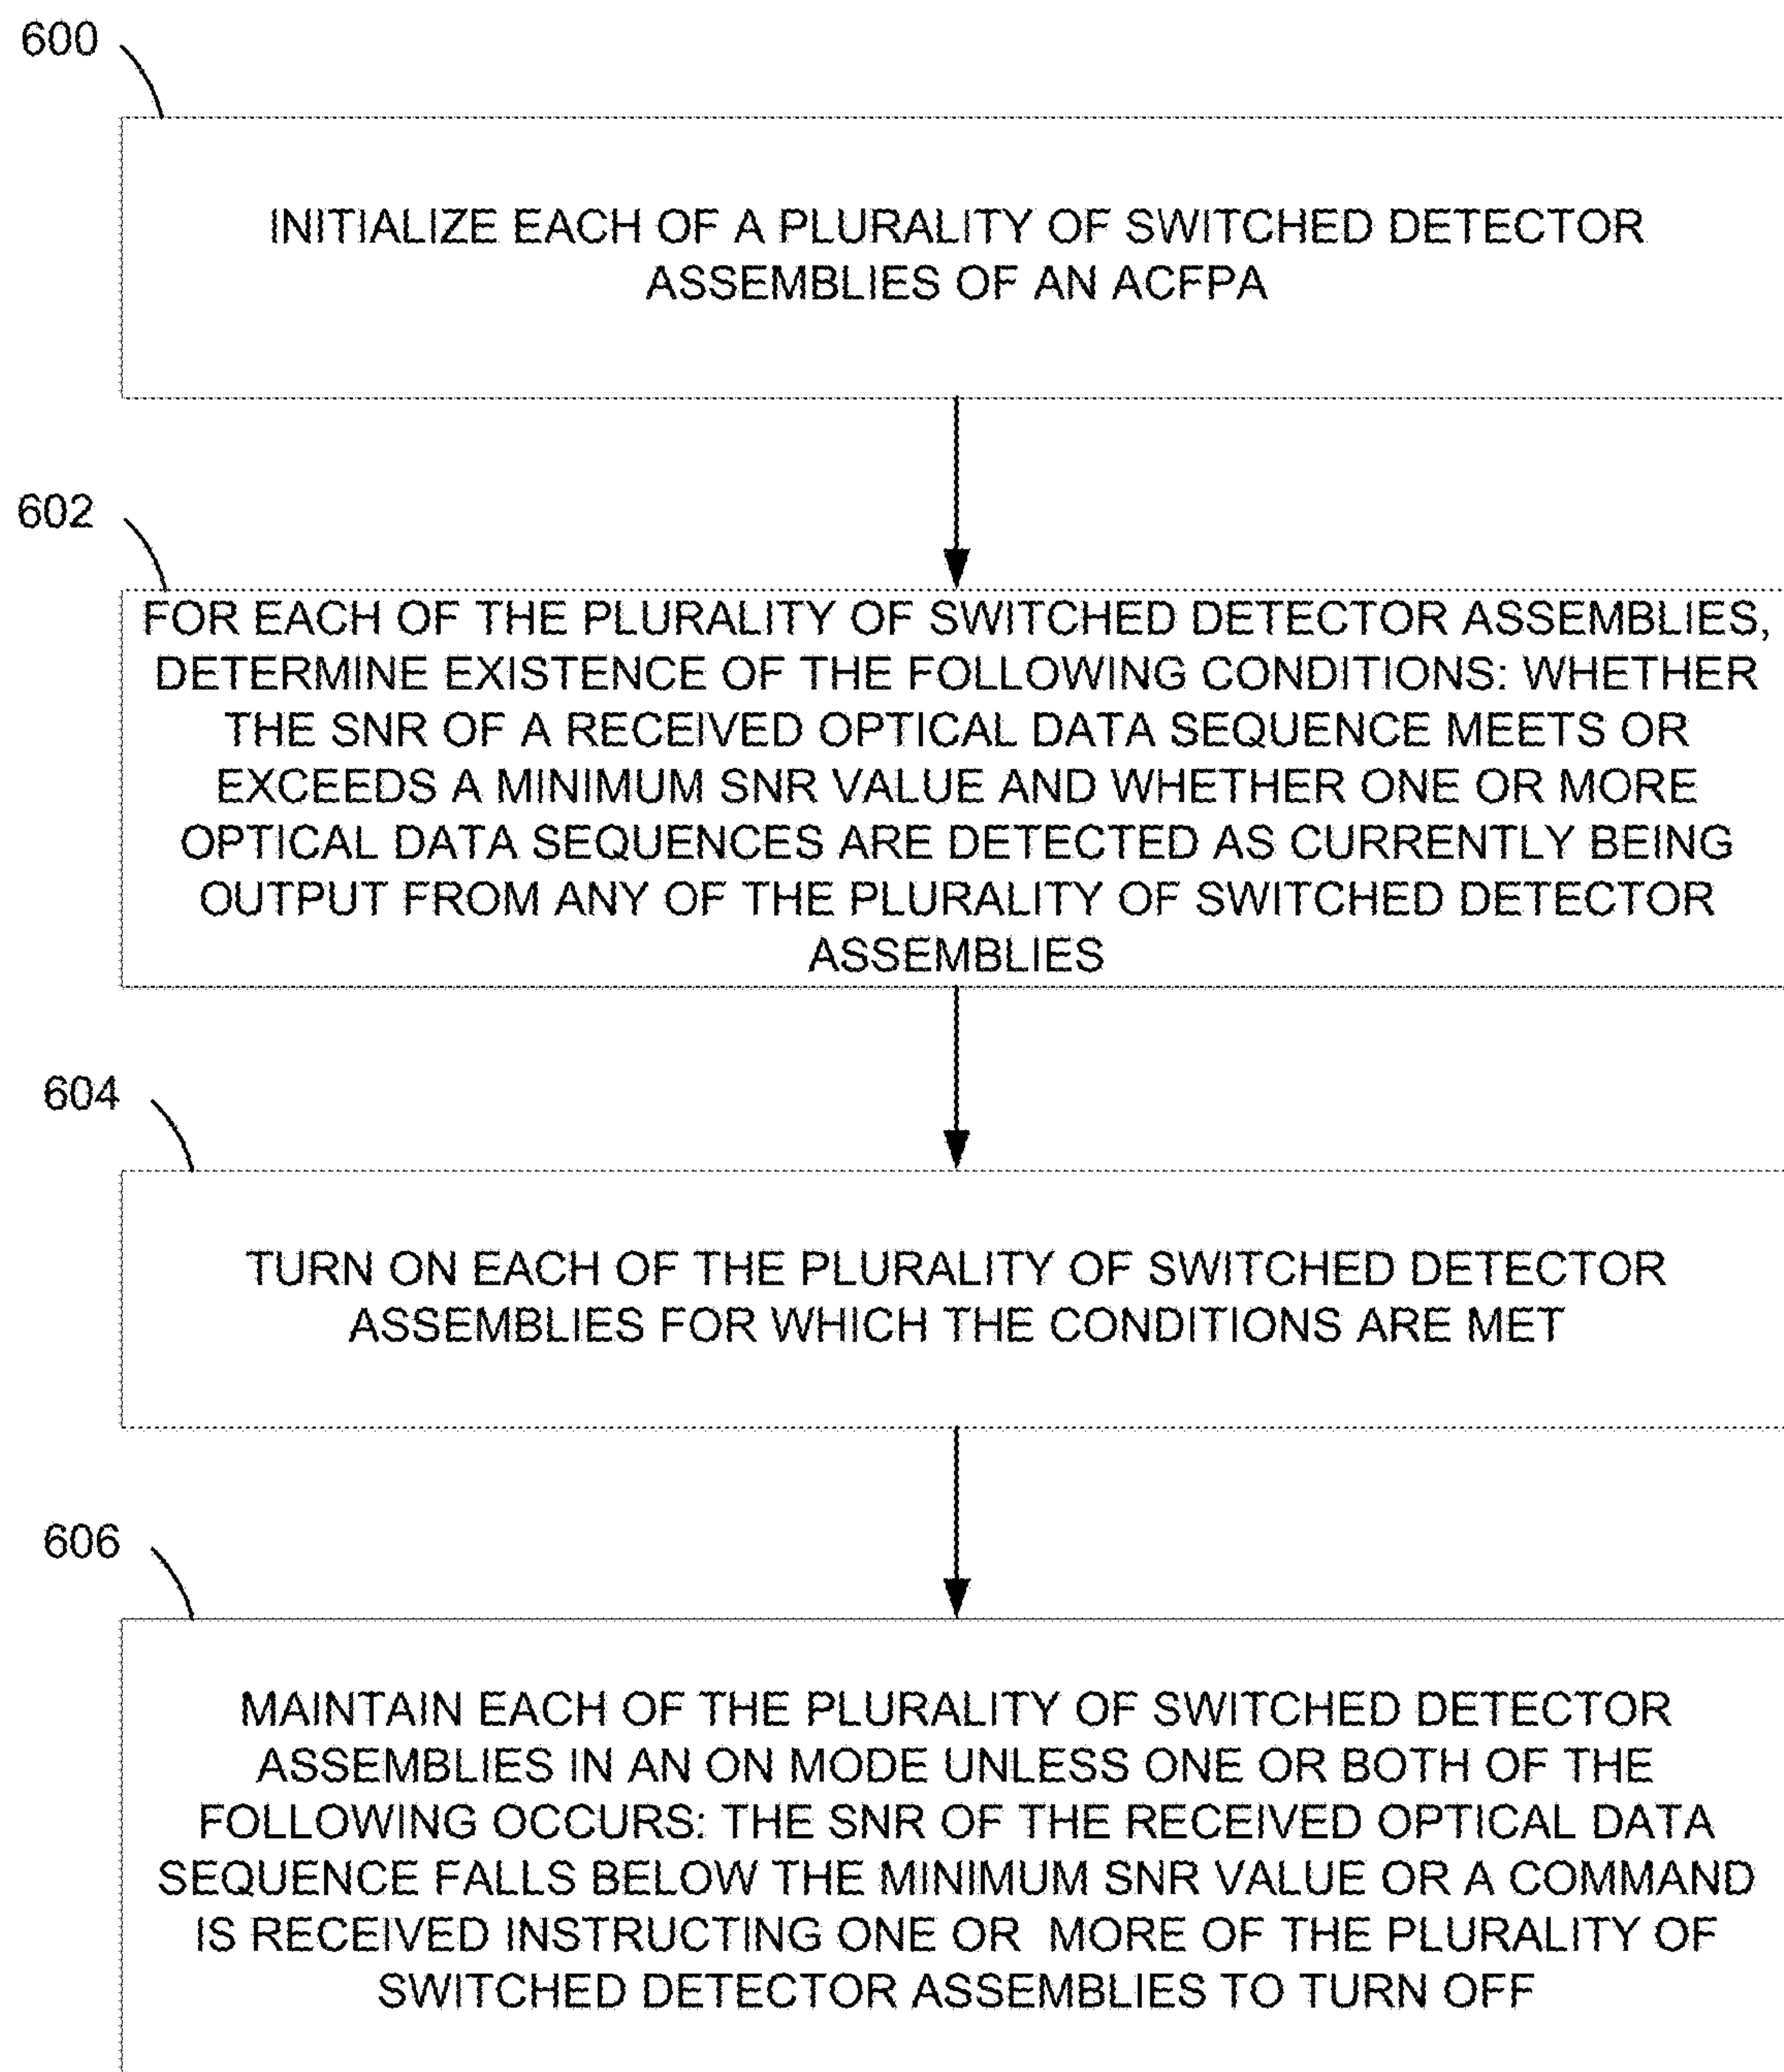 600
INITIALIZE EACH OF A PLURALITY OF SWITCHED DETECTOR
ASSEMBLIES OF AN ACFPA
602
FOR EACH OF THE PLURALITY OF SWITCHED DETECTOR ASSEMBLIES,
DETERMINE EXISTENCE OF THE FOLLOWING CONDITIONS: WHETHER
THE SNR OF A RECEIVED OPTICAL DATA SEQUENCE MEETS OR
EXCEEDS A MINIMUM SNR VALUE AND WHETHER ONE OR MORE
OPTICAL DATA SEQUENCES ARE DETECTED AS CURRENTLY BEING
OUTPUT FROM ANY OF THE PLURALITY OF SWITCHED DETECTOR
ASSEMBLIES
604
TURN ON EACH OF THE PLURALITY OF SWITCHED DETECTOR
ASSEMBLIES FOR WHICH THE CONDITIONS ARE MET
606
MAINTAIN EACH OF THE PLURALITY OF SWITCHED DETECTOR
ASSEMBLIES IN AN ON MODE UNLESS ONE OR BOTH OF THE
FOLLOWING OCCURS: THE SNR OF THE RECEIVED OPTICAL DATA
SEQUENCE FALLS BELOW THE MINIMUM SNR VALUE OR A COMMAND
IS RECEIVED INSTRUCTING ONE OR MORE OF THE PLURALITY OF
SWITCHED DETECTOR ASSEMBLIES TO TURN OFF